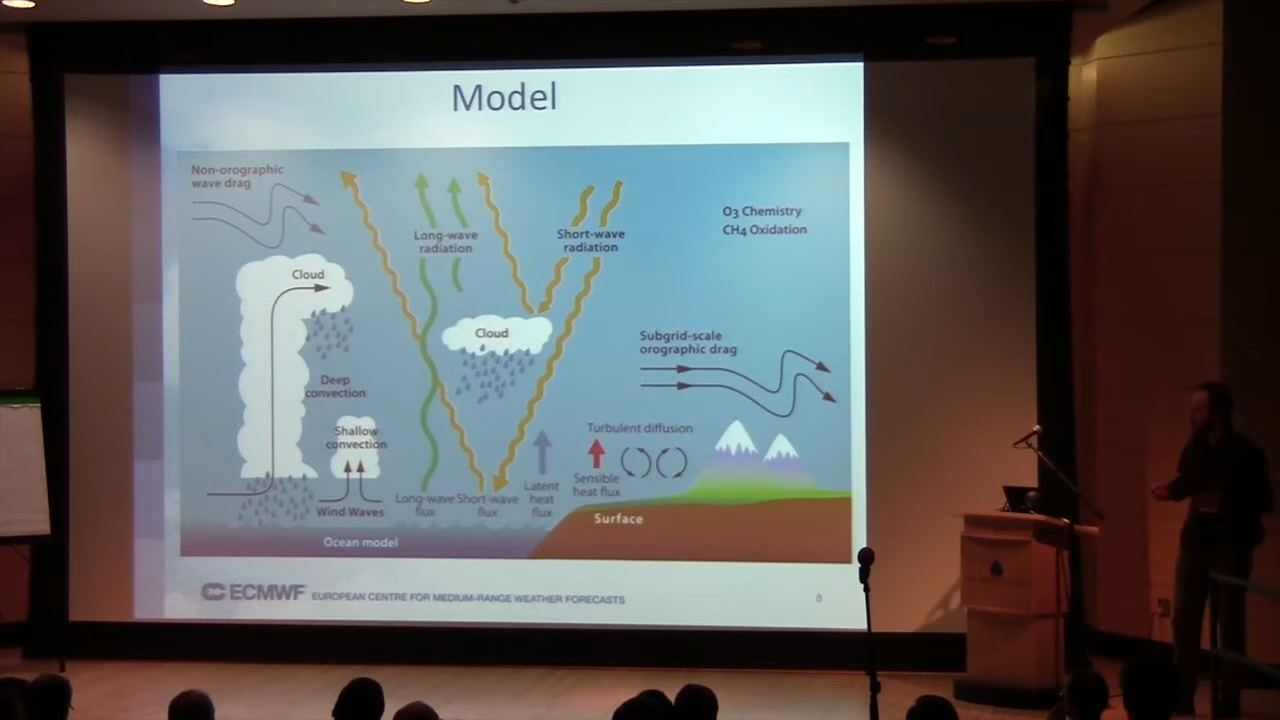 Model
Non-orographic
wave drag
Cloud
Deep
convection
Shallow
convection
Wind Waves
Ocean model
Long-wave
radiation
Short-wave
radiation
Cloud
Long-wave
flux
Short-wave
flux
Latent
heat
flux
O3 Chemistry
CH4 Oxidation
Subgrid-scale
orographic drag
Turbulent diffusion
Sensible
heat flux
Surface
ECMWF EUROPEAN CENTRE FOR MEDIUM-RANGE WEATHER FORECASTS
8